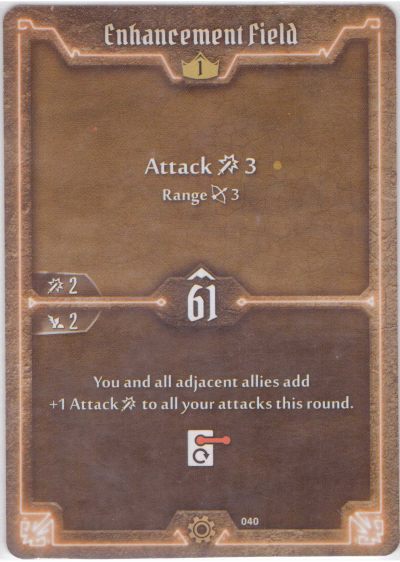 Enhancement Field
1
Attack 3
Range 3
2
61
2
You and all adjacent allies add
+1 Attack to all your attacks this round.
040